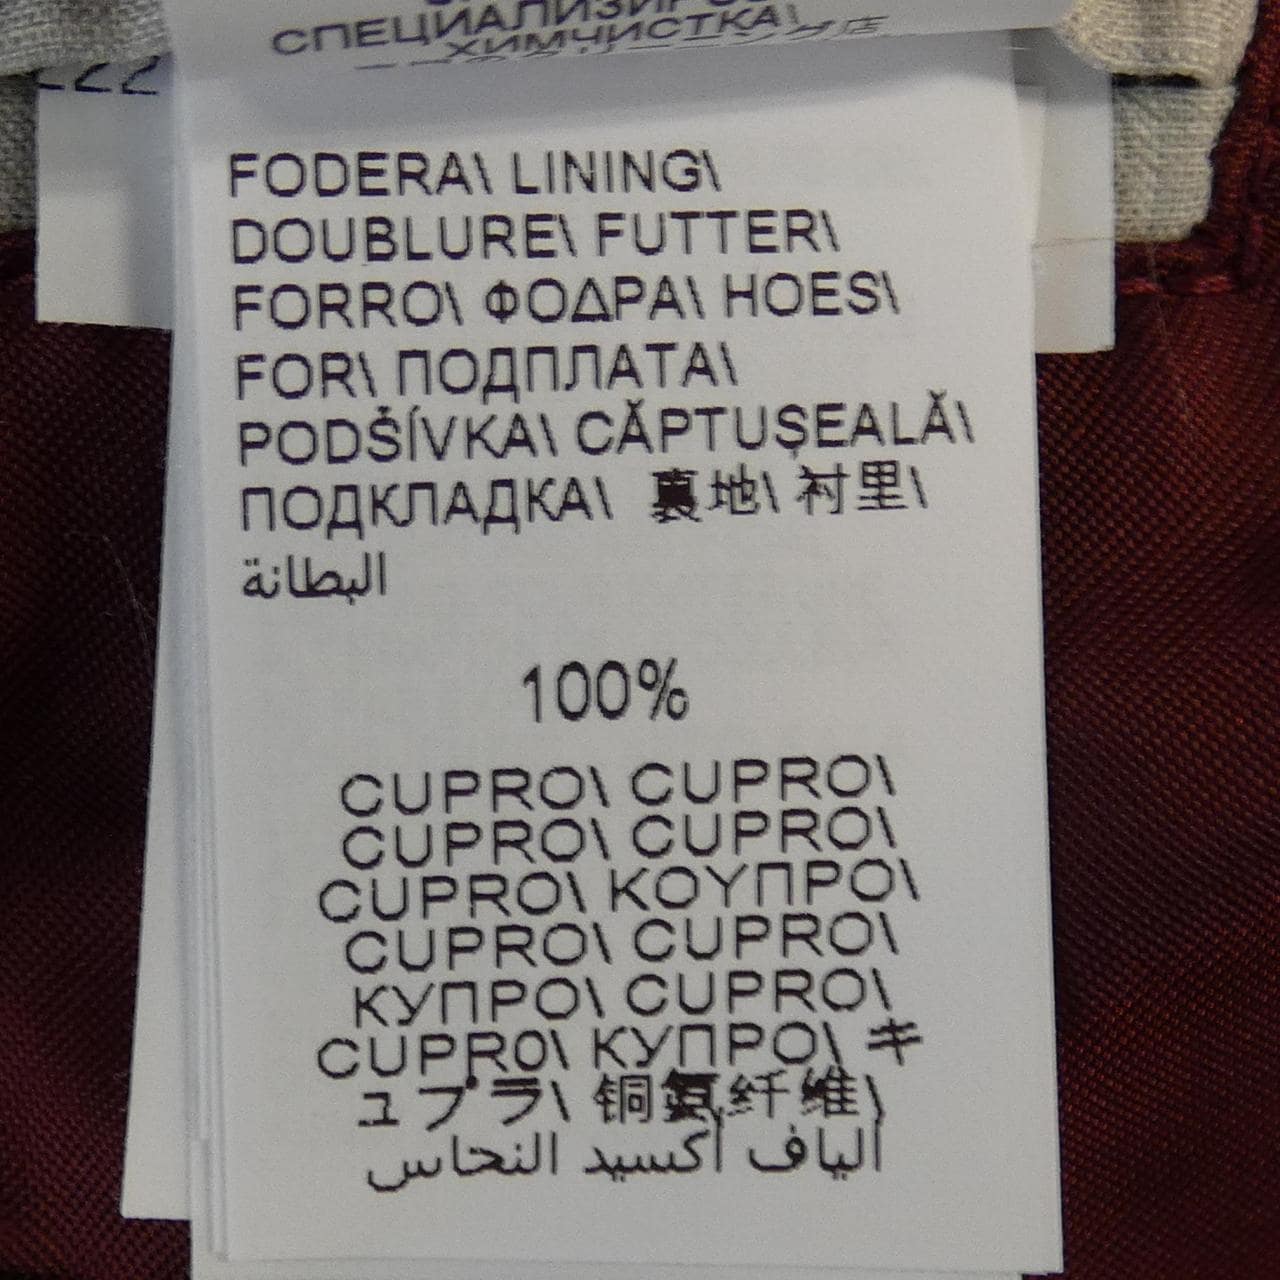 ХИМЧИСТКА\
222
FODERA\ LINING\
DOUBLURE\ FUTTER\
FORRO\ ΦΟΔΡΑ\ HOES\
FOR\ ПОДПЛАТА\
PODŠÍVKA\ CĂPTUȘEALĂ\
ПОДКЛАДКА\ 裏地\ 衬里\
البطانة
100%
CUPRO\ CUPRO\
CUPRO\ CUPRO\
CUPRO\ ΚΟΥΠΡΟ\
CUPRO\ CUPRO\
КУПРО\ CUPRO\
CUPRO\ КУПРО\ キ
ュプラ\ 铜氨纤维\
ألياف أكسيد النحاس